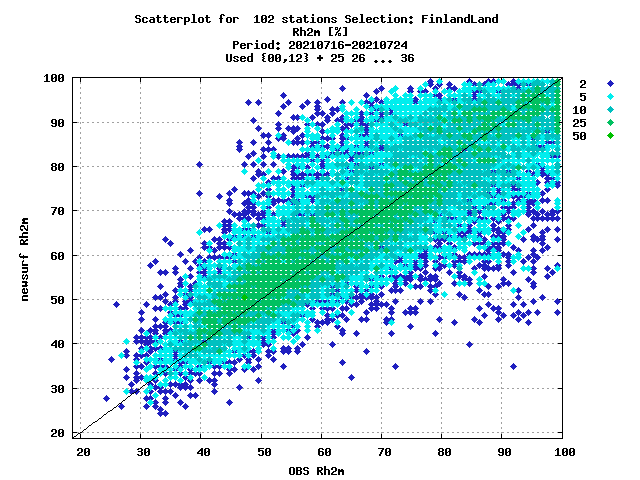 Scatterplot for  102 stations Selection: FinlandLand
Rh2m [%]
Period: 20210716-20210724
Used {00,12} + 25 26 ... 36
100
90
80
70
60
50
40
30
20
newsurf Rh2m
20 30 40 50 60 70 80 90 100
OBS Rh2m
2
5
10
25
50